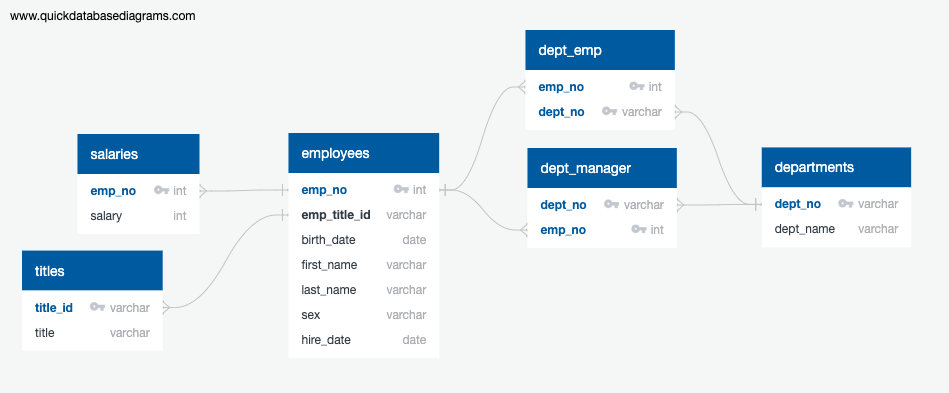 www.quickdatabasediagrams.com
dept_emp
emp_no int
dept_no varchar
salaries
emp_no int
salary int
employees
emp_no int
emp_title_id varchar
birth_date date
first_name varchar
last_name varchar
sex varchar
hire_date date
dept_manager
dept_no varchar
emp_no int
departments
dept_no varchar
dept_name varchar
titles
title_id varchar
title varchar